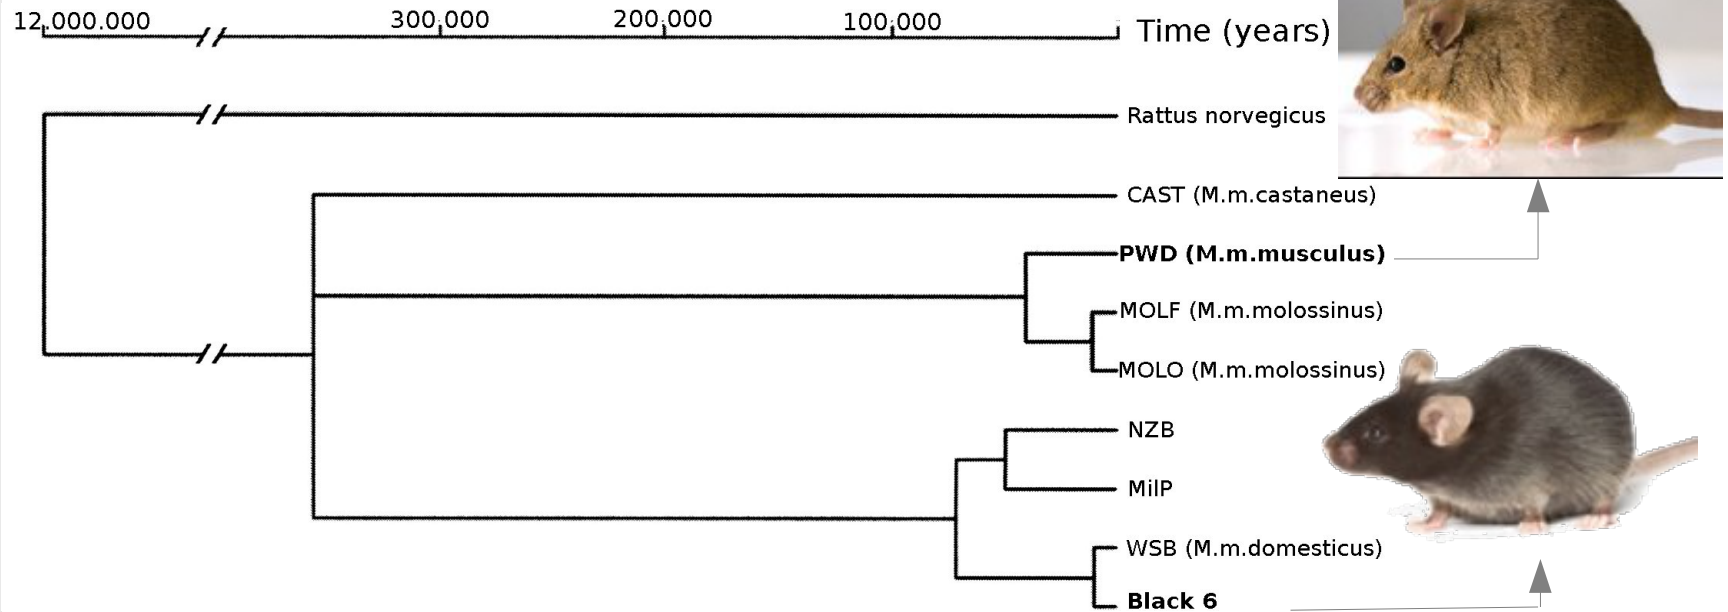 12.000.000 300,000 200,000 100,000 Time (years)
Rattus norvegicus
CAST (M.m.castaneus)
PWD (M.m.musculus)
MOLF (M.m.molossinus)
MOLO (M.m.molossinus)
NZB
MilP
WSB (M.m.domesticus)
Black 6